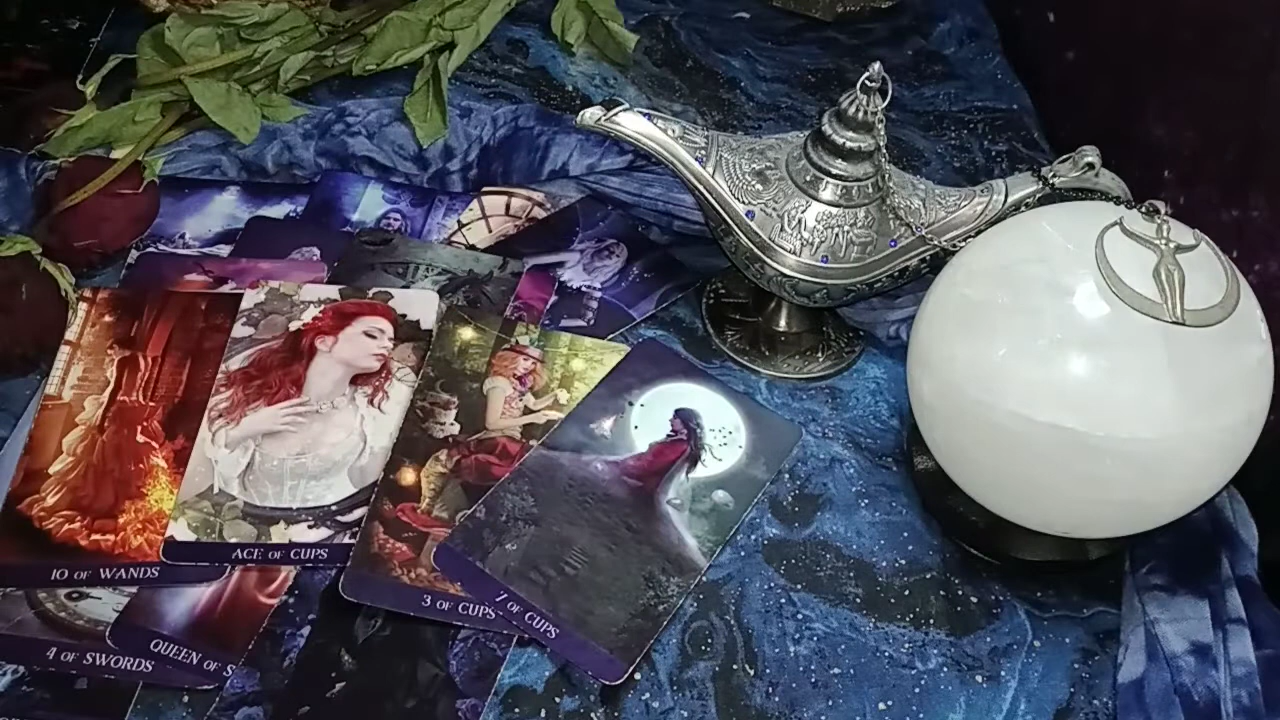 10 OF WANDS
ACE OF CUPS
3 OF CUPS
7 OF CUPS
4 OF SWORDS
QUEEN OF S